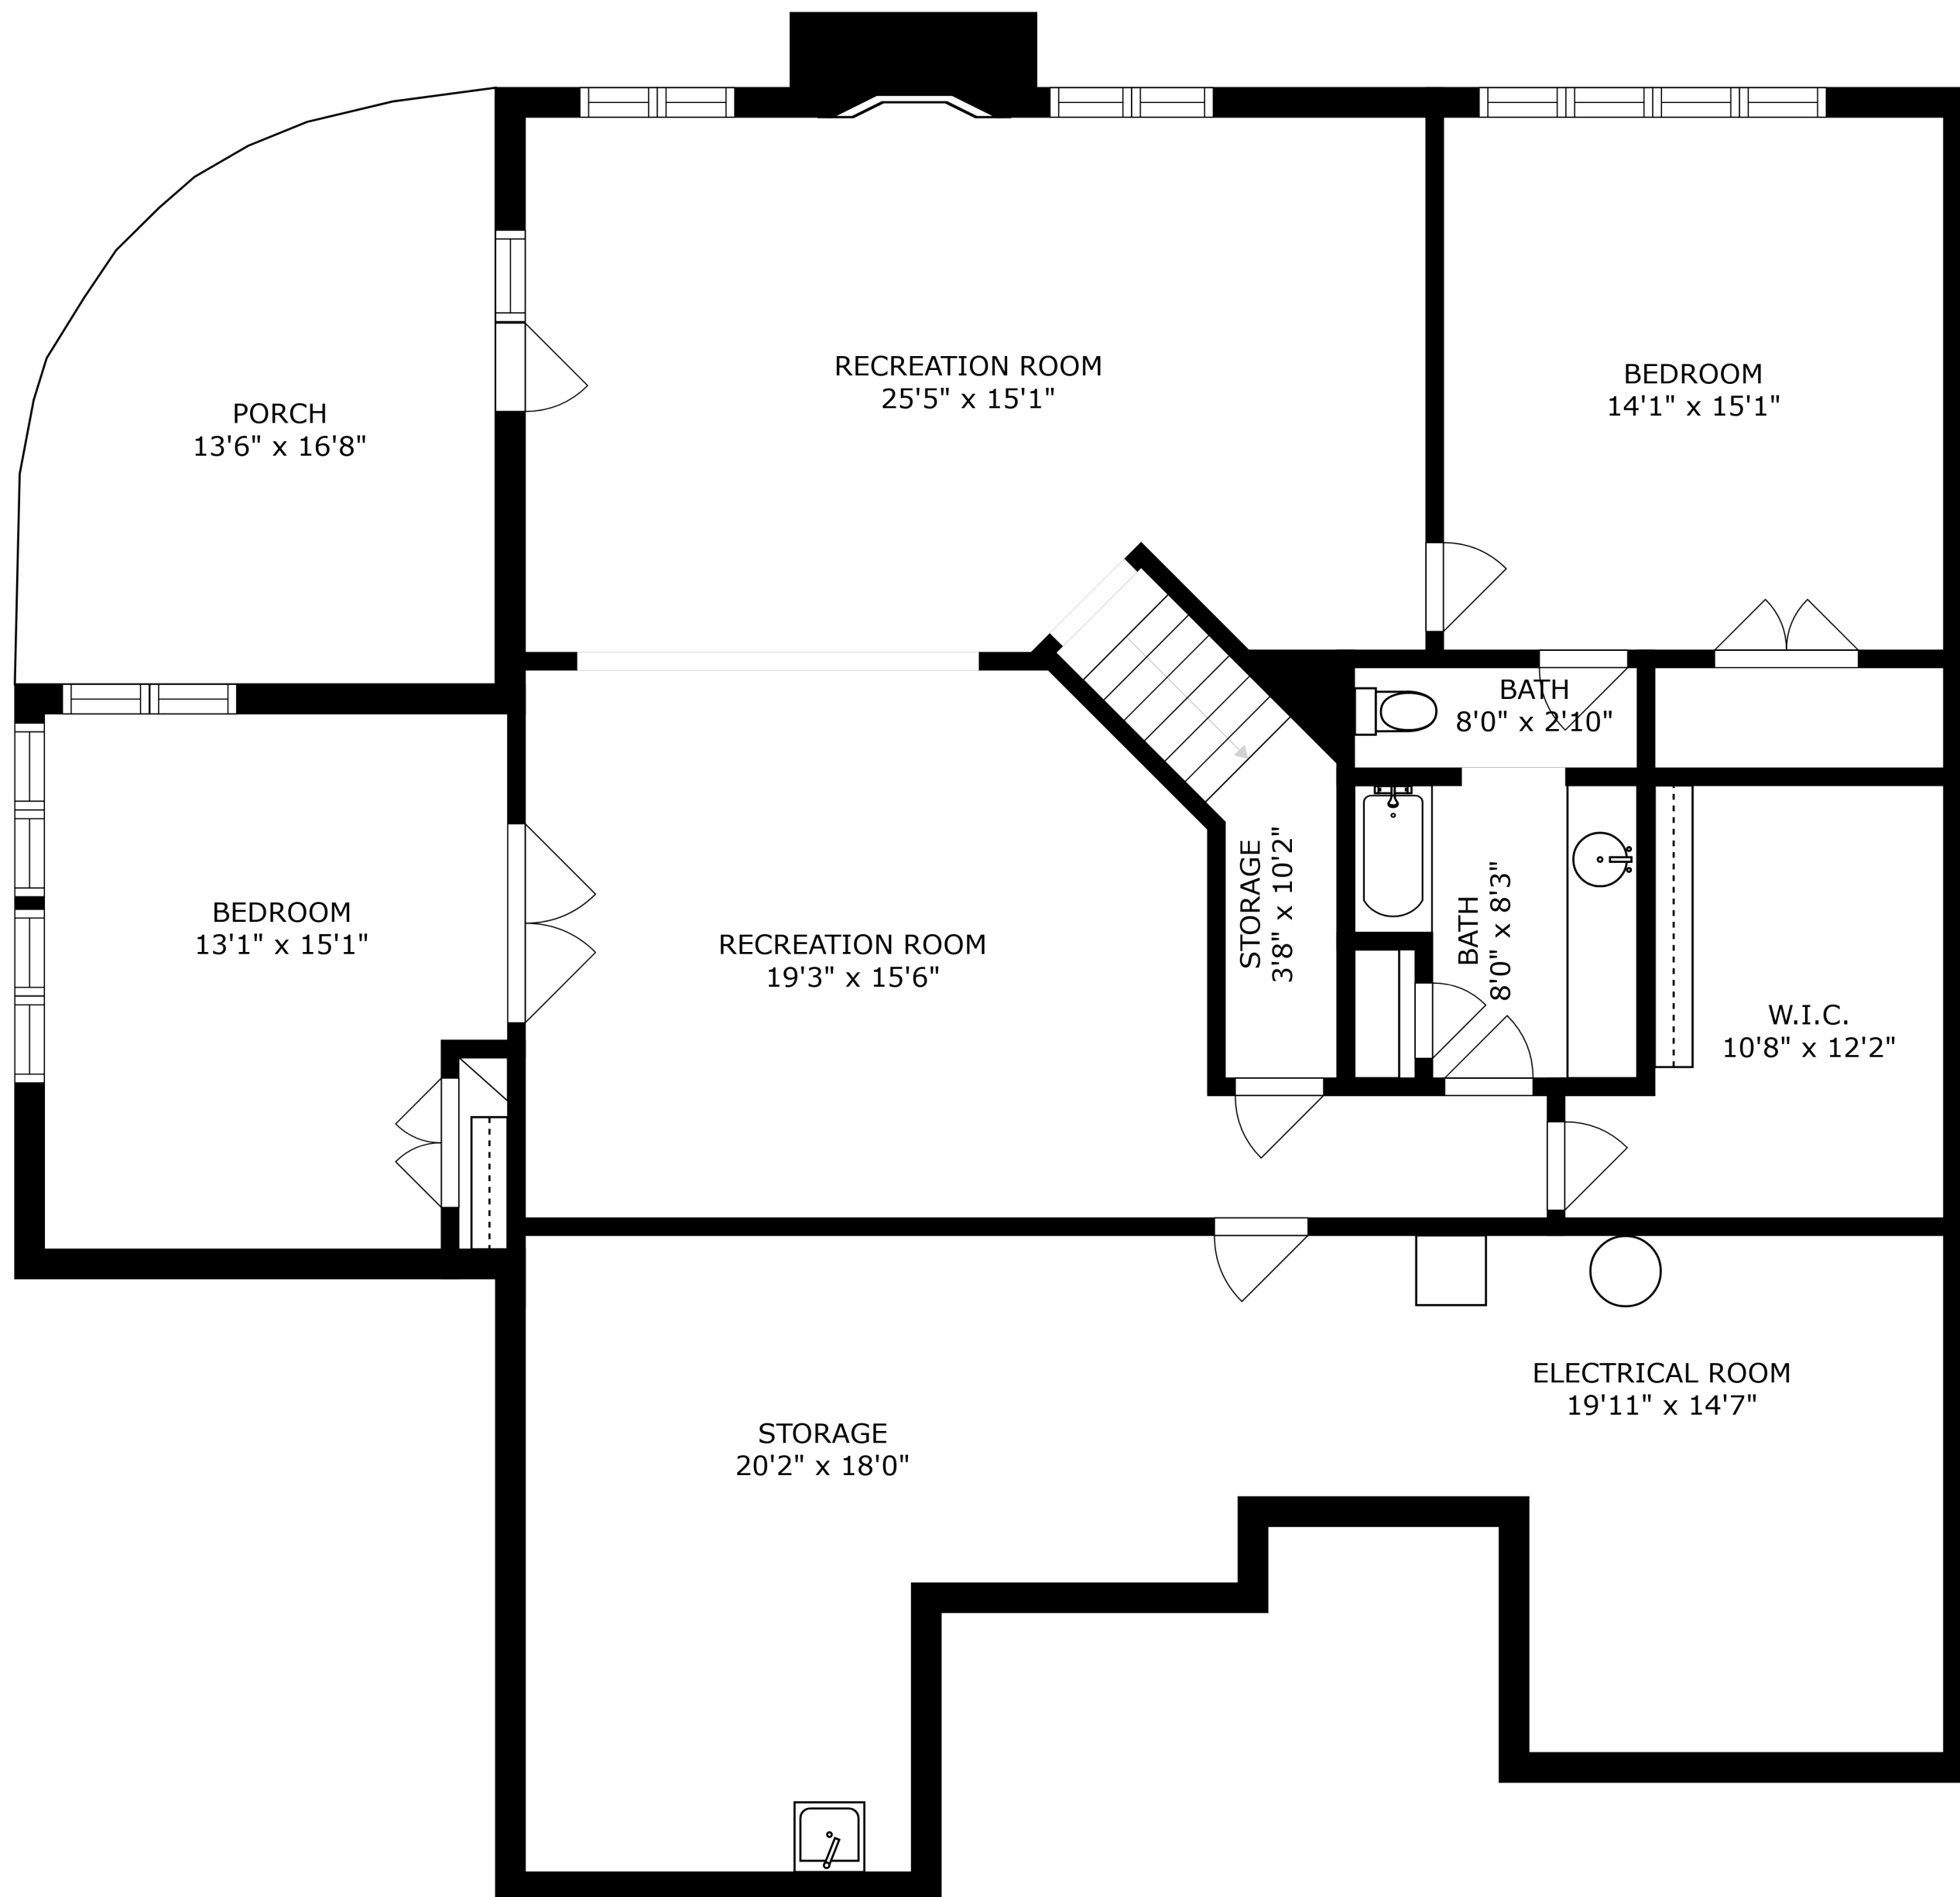 RECREATION ROOM
25'5" x 15'1"
BEDROOM
14'1" x 15'1"
PORCH
13'6" x 16'8"
BATH
8'0" x 2'10"
BEDROOM
13'1" x 15'1"
RECREATION ROOM
19'3" x 15'6"
STORAGE
3'8" x 10'2"
BATH
8'0" x 8'3"
W.I.C.
10'8" x 12'2"
ELECTRICAL ROOM
19'11" x 14'7"
STORAGE
20'2" x 18'0"